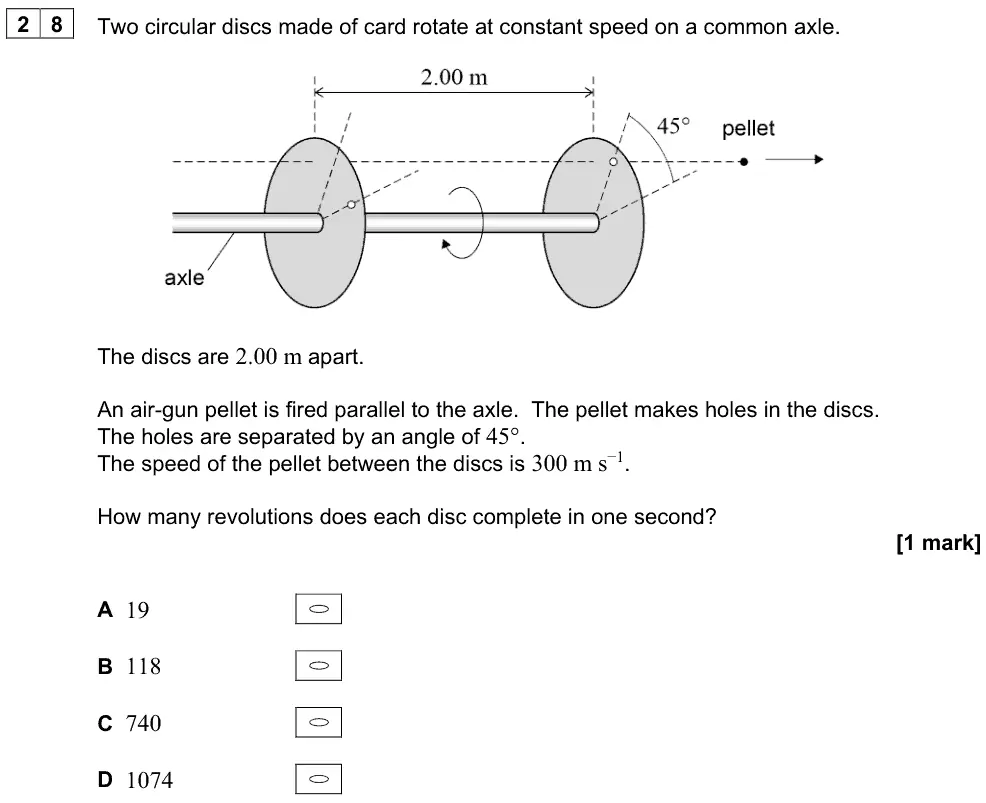 2 8 Two circular discs made of card rotate at constant speed on a common axle.
2.00 m
45° pellet
axle
The discs are 2.00 m apart.
An air-gun pellet is fired parallel to the axle. The pellet makes holes in the discs.
The holes are separated by an angle of 45°.
The speed of the pellet between the discs is 300 m s⁻¹.
How many revolutions does each disc complete in one second?
[1 mark]
A 19
B 118
C 740
D 1074